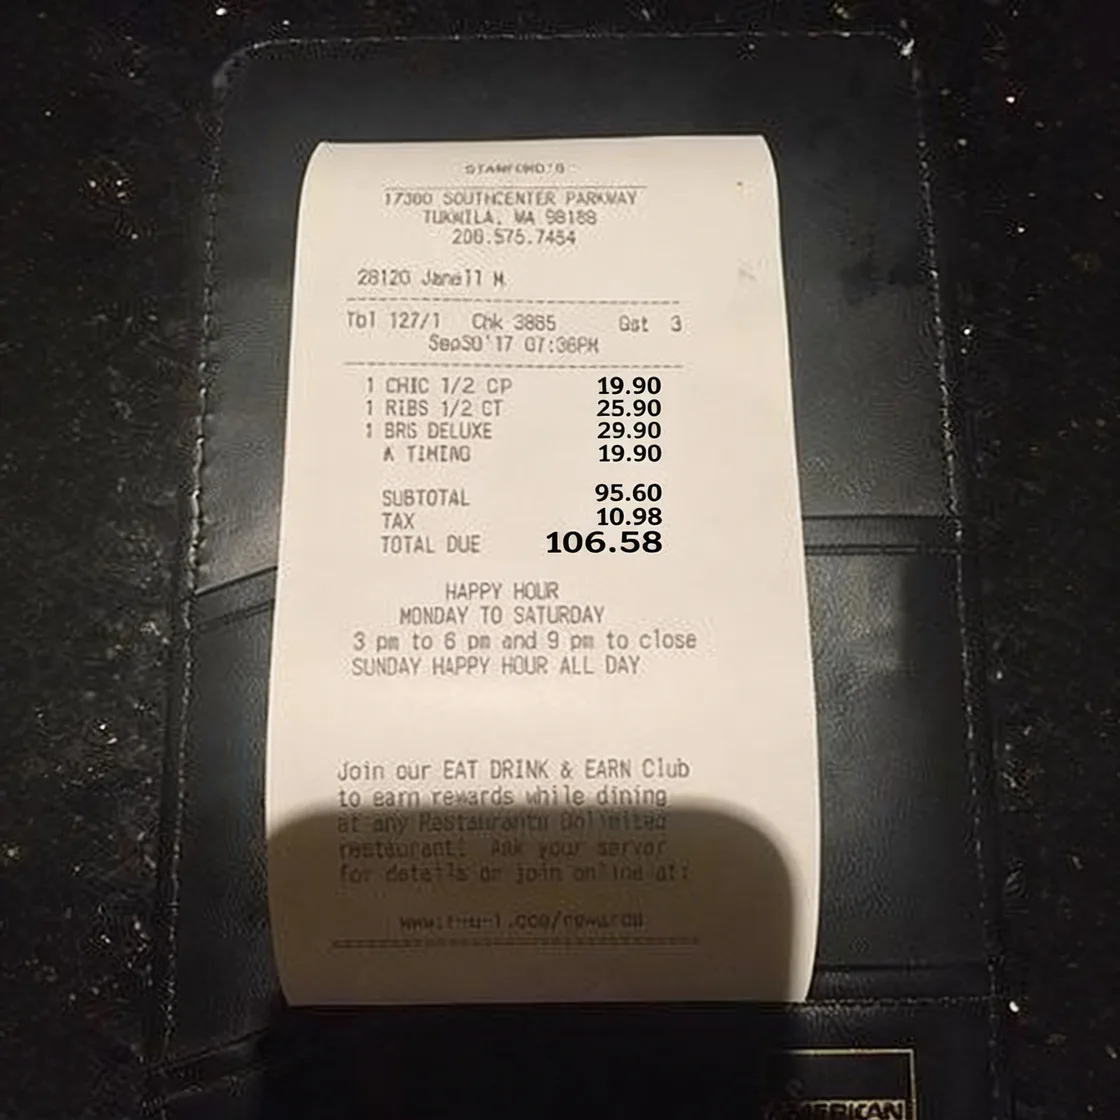 STANFORD'S
17300 SOUTHCENTER PARKWAY
TUKWILA, WA 98188
206.575.7454
28120 Janell M
Tbl 127/1 Chk 3885 Gst 3
Sep30'17 07:36PM
1 CHIC 1/2 CP 19.90
1 RIBS 1/2 CT 25.90
1 BRG DELUXE 29.90
A TIMING 19.90
SUBTOTAL 95.60
TAX 10.98
TOTAL DUE 106.58
HAPPY HOUR
MONDAY TO SATURDAY
3 pm to 6 pm and 9 pm to close
SUNDAY HAPPY HOUR ALL DAY
Join our EAT DRINK & EARN Club
to earn rewards while dining
at any Restaurants Unlimited
restaurant! Ask your server
for details or join online at:
AMERICAN